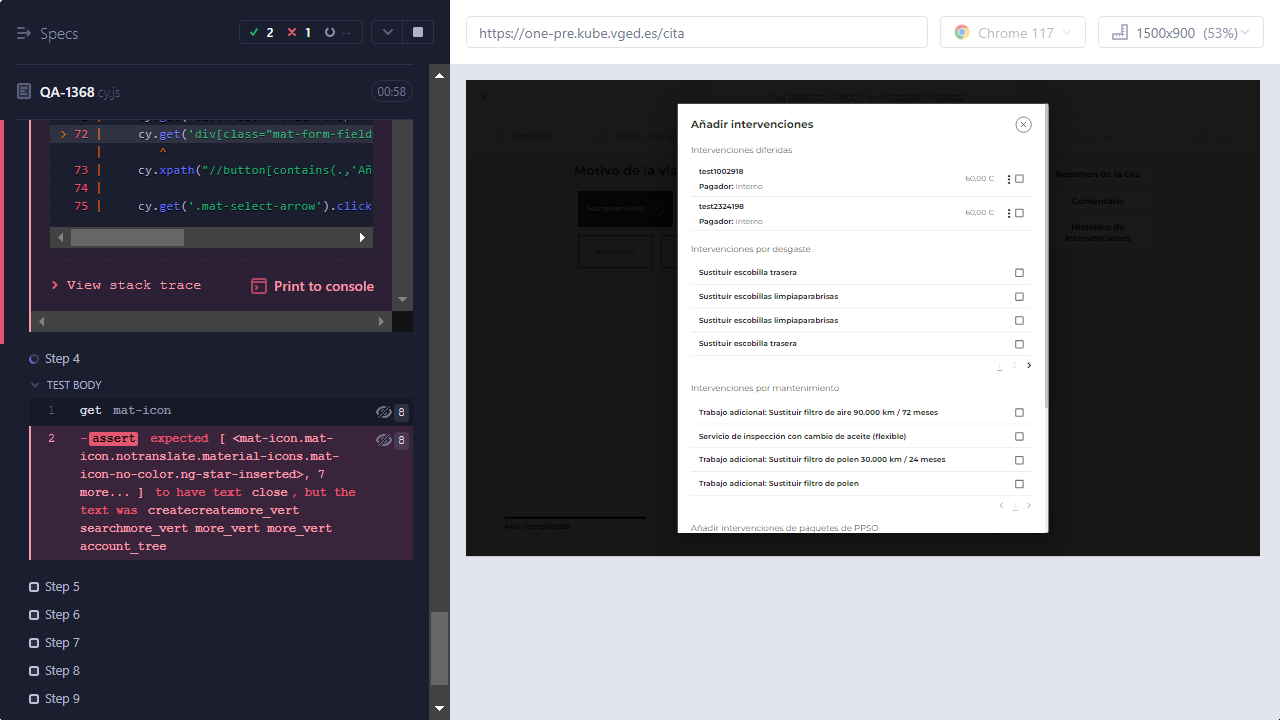 Specs
2
1
--
https://one-pre.kube.vged.es/cita
Chrome 117
1500x900 (53%)
QA-1368 cy.js
00:58
> 72 | cy.get('div[class="mat-form-field
| ^
73 | cy.xpath("//button[contains(.,'Añ
74 |
75 | cy.get('.mat-select-arrow').click
View stack trace
Print to console
Step 4
TEST BODY
1 get mat-icon 8
2 -assert expected [ <mat-icon.mat- 8
icon.notranslate.material-icons.mat-
icon-no-color.ng-star-inserted>, 7
more... ] to have text close, but the
text was createcreatemore_vert
searchmore_vert more_vert more_vert
account_tree
Step 5
Step 6
Step 7
Step 8
Step 9
Motivo de la vis
Mantenimiento
48% completado
Resumen de la cita
Comentario
Histórico de
intervenciones
Añadir intervenciones
Intervenciones diferidas
test1002918
60,00 €
Pagador: Interno
test2324198
60,00 €
Pagador: Interno
Intervenciones por desgaste
Sustituir escobilla trasera
Sustituir escobillas limpiaparabrisas
Sustituir escobillas limpiaparabrisas
Sustituir escobilla trasera
1 2 >
Intervenciones por mantenimiento
Trabajo adicional: Sustituir filtro de aire 90.000 km / 72 meses
Servicio de inspección con cambio de aceite (flexible)
Trabajo adicional: Sustituir filtro de polen 30.000 km / 24 meses
Trabajo adicional: Sustituir filtro de polen
< 1 >
Añadir intervenciones de paquetes de PPSO